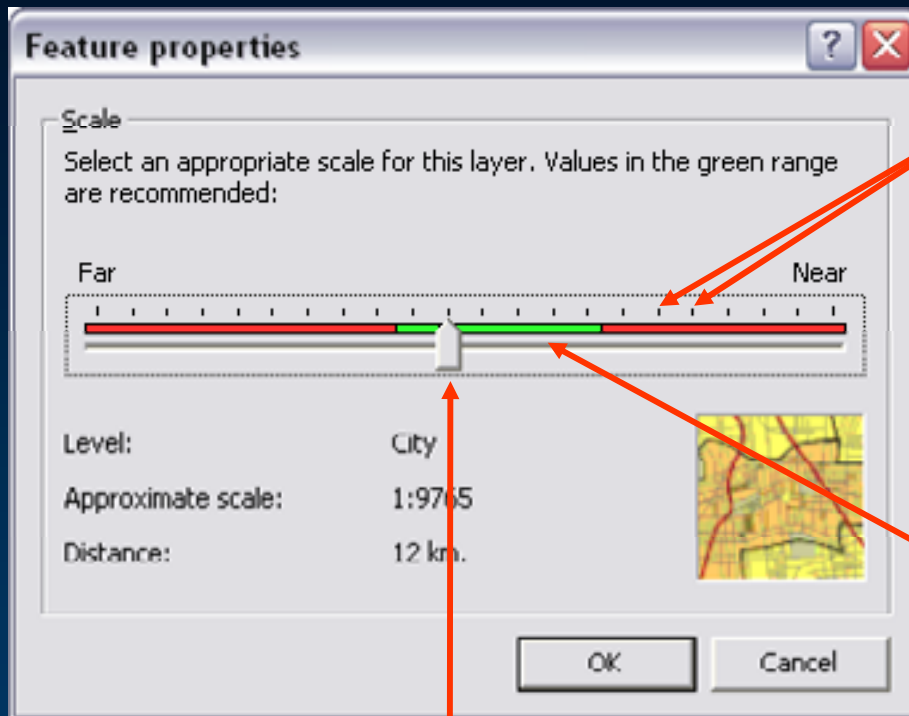 Feature properties
Scale
Select an appropriate scale for this layer. Values in the green range
are recommended:
Far Near
Level: City
Approximate scale: 1:9765
Distance: 12 km.
OK Cancel